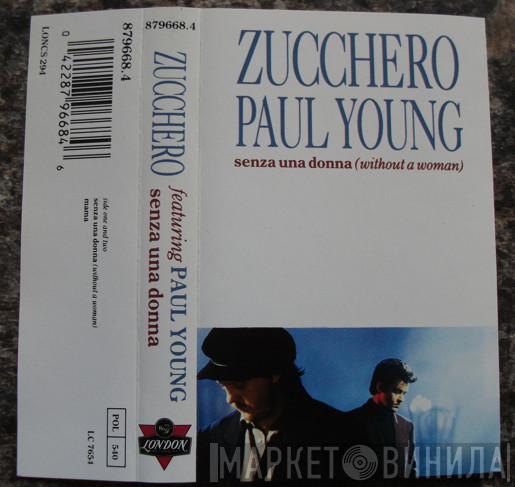 LONCS 294
0 42287 96684 6
side one and two
senza una donna (without a woman)
mama
POL 540
LC 7654
879668.4
879668.4
ZUCCHERO featuring PAUL YOUNG
senza una donna
LONDON
ZUCCHERO
PAUL YOUNG
senza una donna (without a woman)
МАРКЕТ ВИНИЛА